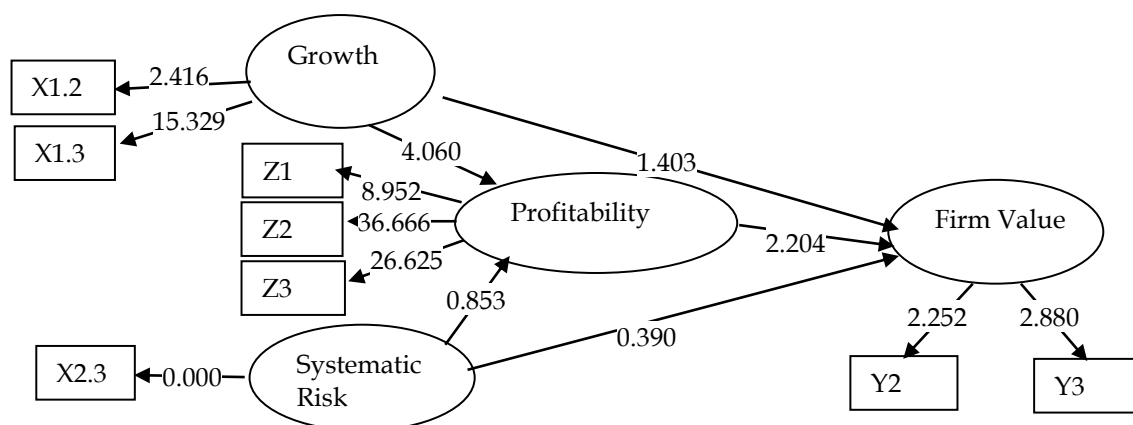 Growth
X1.2
2.416
X1.3
15.329
4.060
1.403
Z1
8.952
Profitability
Firm Value
Z2
36.666
2.204
Z3
26.625
0.853
0.390
2.252
2.880
X2.3
0.000
Systematic
Risk
Y2
Y3